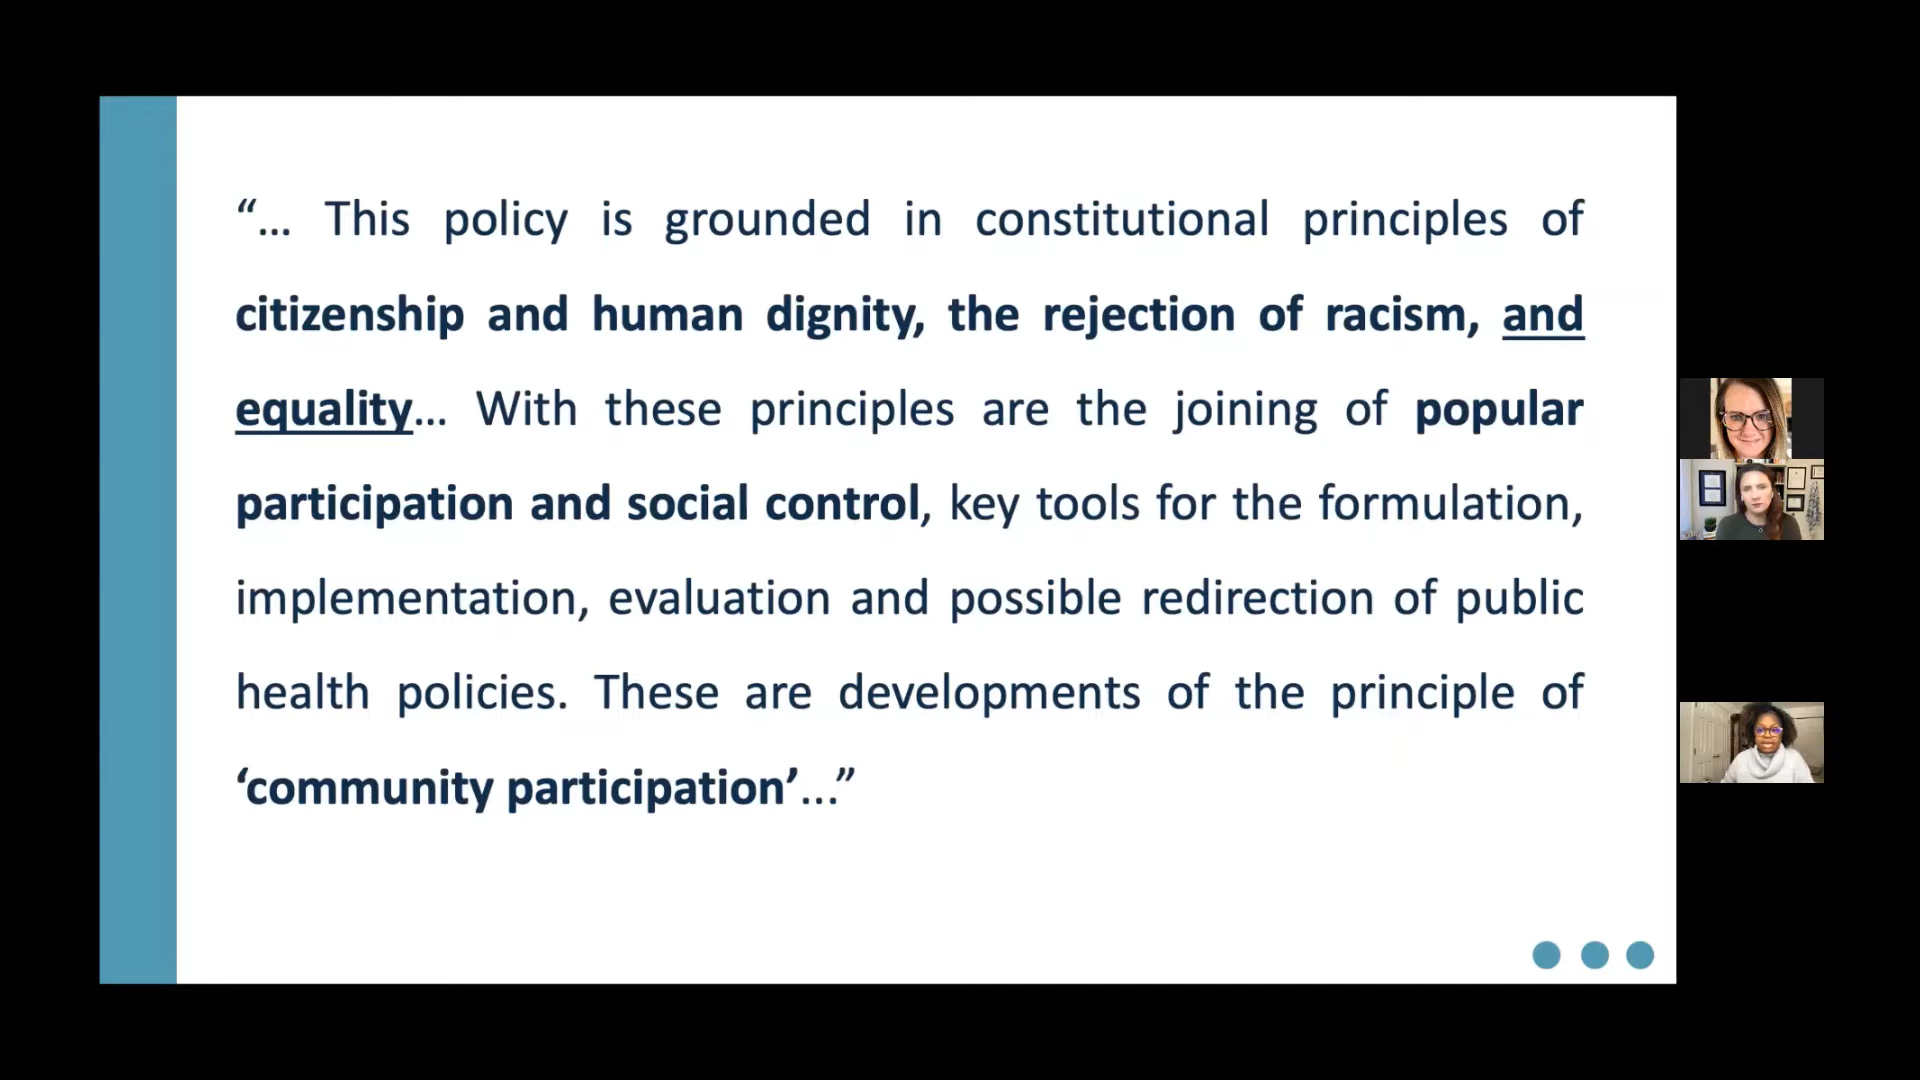 “… This policy is grounded in constitutional principles of
citizenship and human dignity, the rejection of racism, and
equality… With these principles are the joining of popular
participation and social control, key tools for the formulation,
implementation, evaluation and possible redirection of public
health policies. These are developments of the principle of
‘community participation’…”